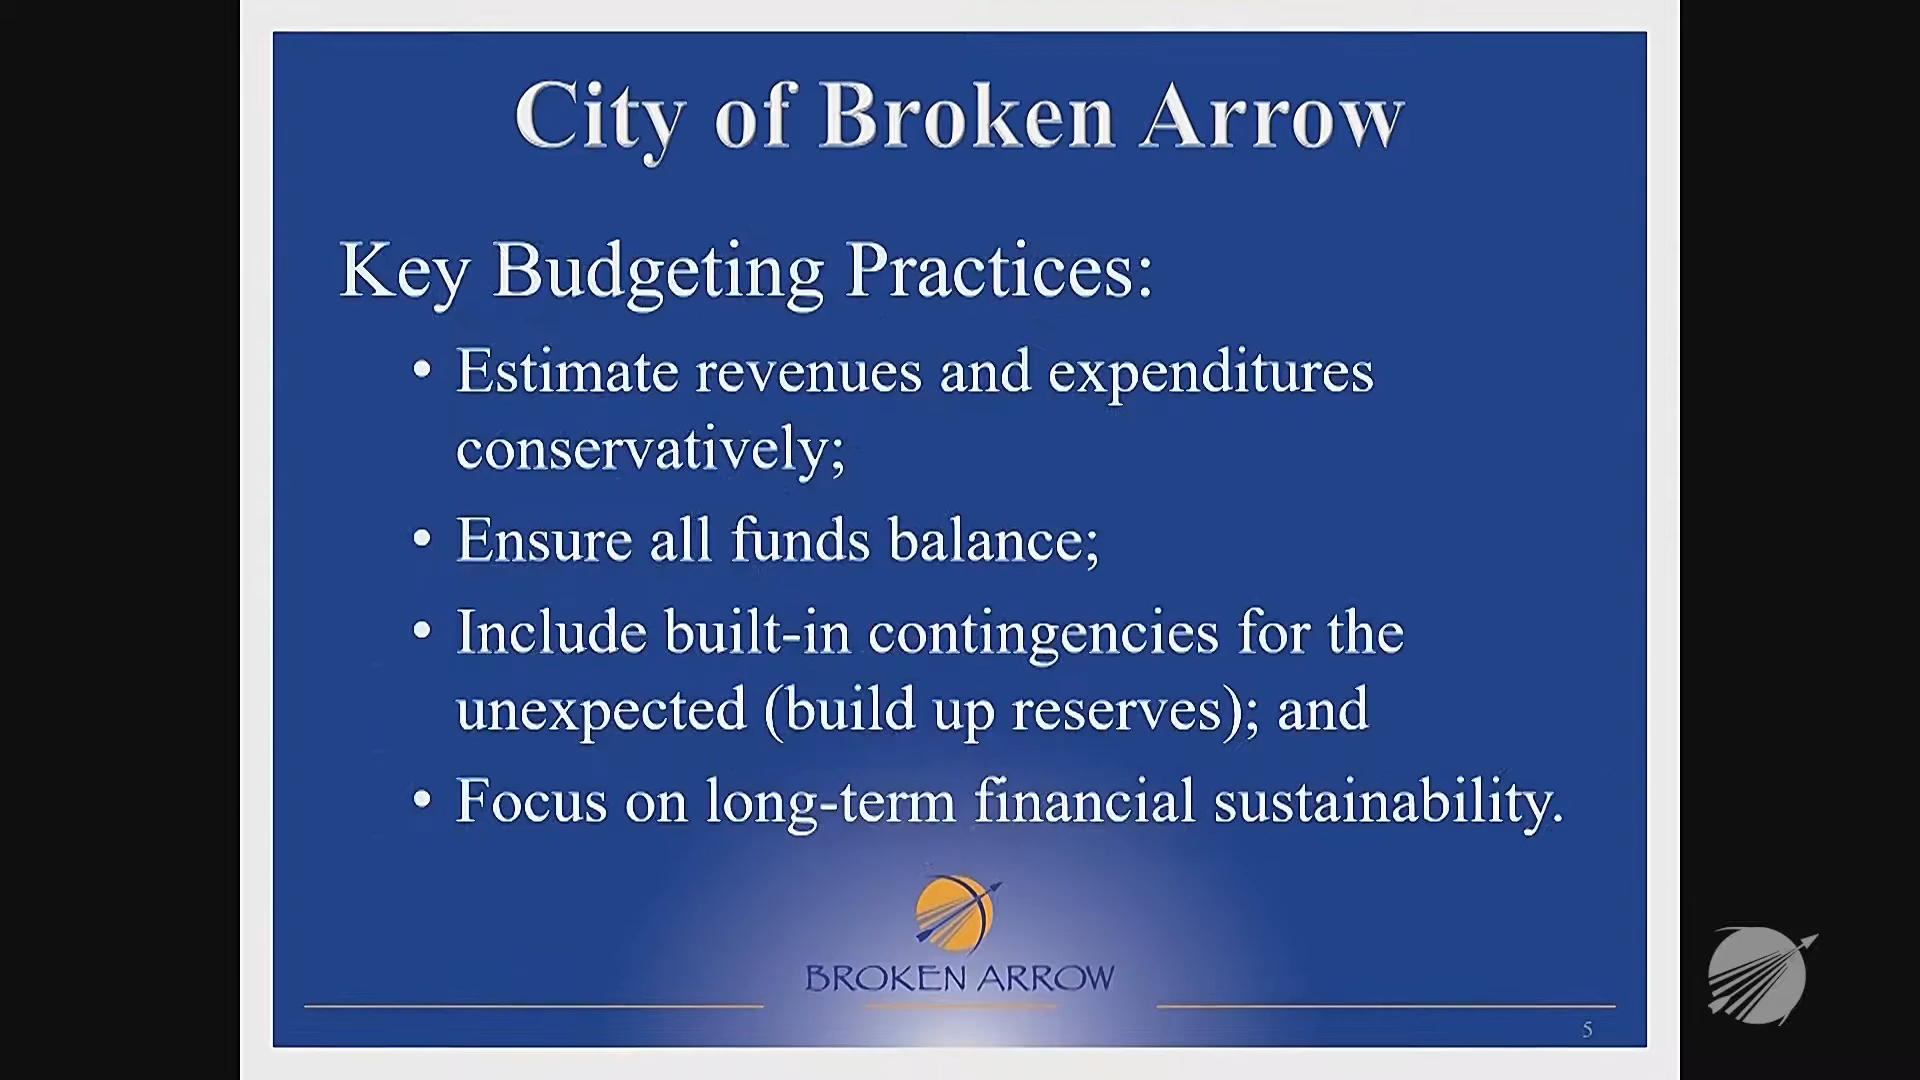 City of Broken Arrow
Key Budgeting Practices:
• Estimate revenues and expenditures
conservatively;
• Ensure all funds balance;
• Include built-in contingencies for the
unexpected (build up reserves); and
• Focus on long-term financial sustainability.
BROKEN ARROW
5